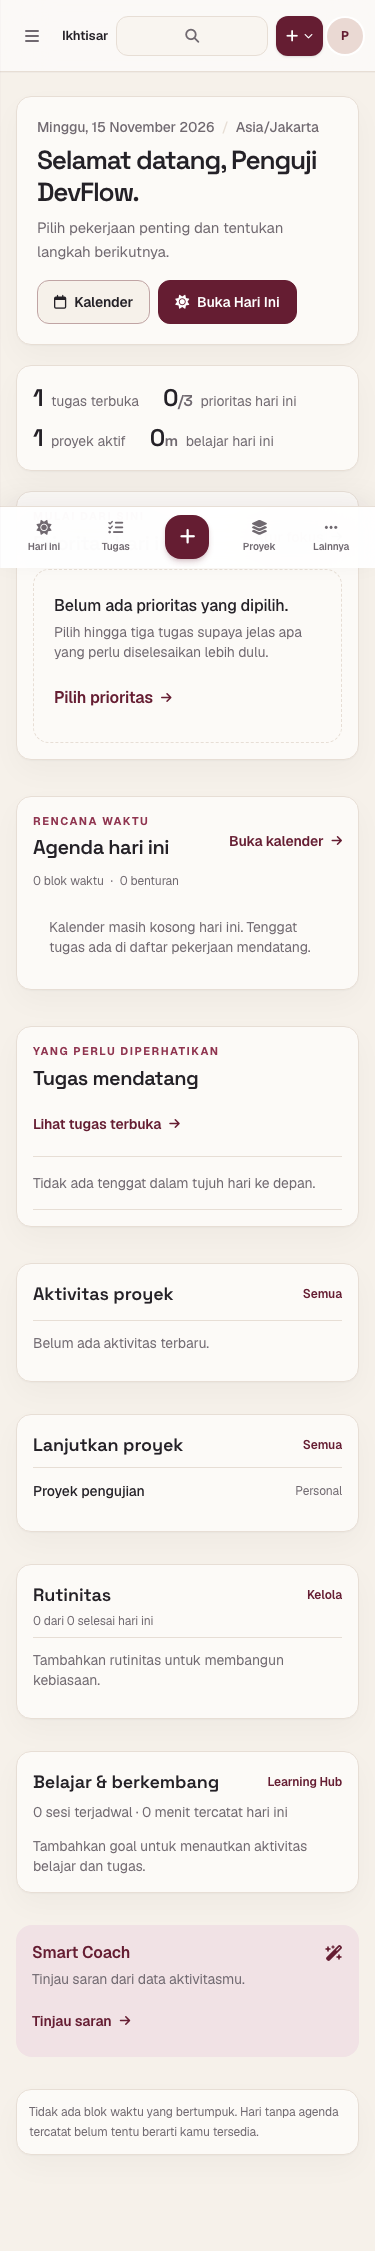 Ikhtisar
P
Minggu, 15 November 2026 / Asia/Jakarta
Selamat datang, Penguji
DevFlow.
Pilih pekerjaan penting dan tentukan
langkah berikutnya.
Kalender
Buka Hari Ini
1 tugas terbuka 0/3 prioritas hari ini
1 proyek aktif 0m belajar hari ini
Hari ini
Tugas
Proyek
Lainnya
Belum ada prioritas yang dipilih.
Pilih hingga tiga tugas supaya jelas apa
yang perlu diselesaikan lebih dulu.
Pilih prioritas →
RENCANA WAKTU
Agenda hari ini
Buka kalender →
0 blok waktu · 0 benturan
Kalender masih kosong hari ini. Tenggat
tugas ada di daftar pekerjaan mendatang.
YANG PERLU DIPERHATIKAN
Tugas mendatang
Lihat tugas terbuka →
Tidak ada tenggat dalam tujuh hari ke depan.
Aktivitas proyek
Semua
Belum ada aktivitas terbaru.
Lanjutkan proyek
Semua
Proyek pengujian
Personal
Rutinitas
Kelola
0 dari 0 selesai hari ini
Tambahkan rutinitas untuk membangun
kebiasaan.
Belajar & berkembang
Learning Hub
0 sesi terjadwal · 0 menit tercatat hari ini
Tambahkan goal untuk menautkan aktivitas
belajar dan tugas.
Smart Coach
Tinjau saran dari data aktivitasmu.
Tinjau saran →
Tidak ada blok waktu yang bertumpuk. Hari tanpa agenda
tercatat belum tentu berarti kamu tersedia.